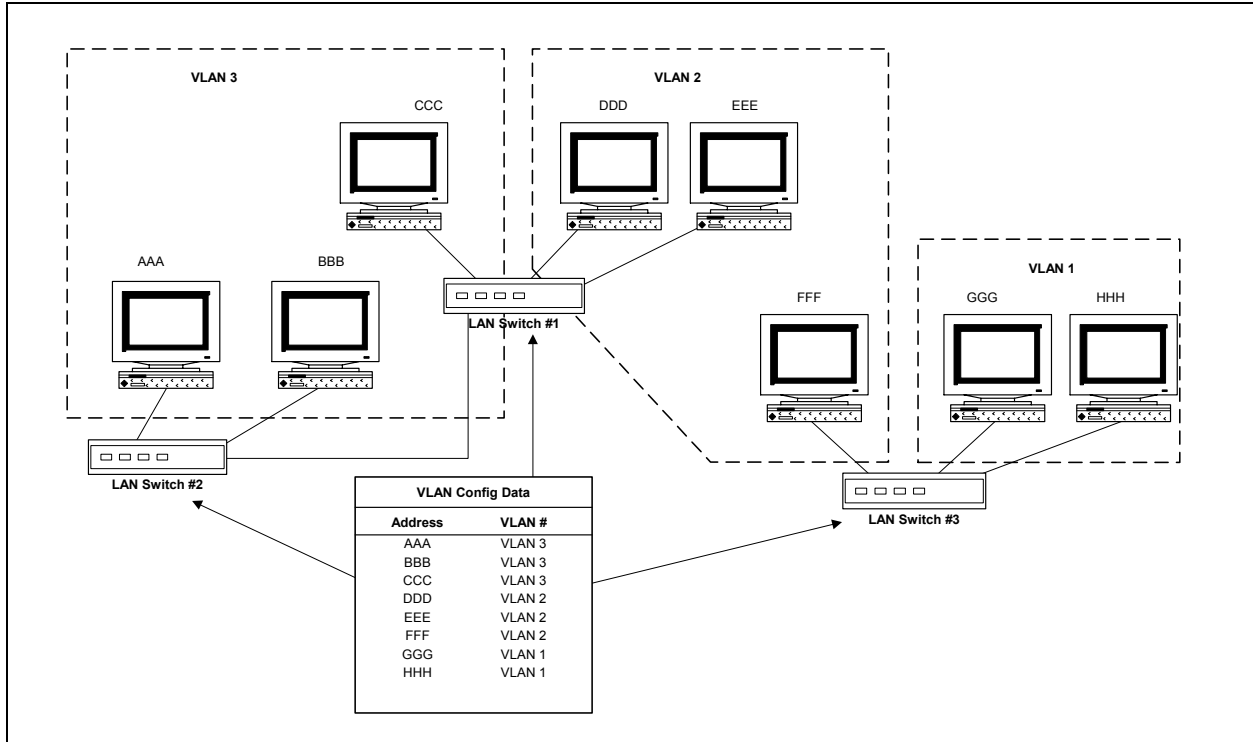 VLAN 3
VLAN 2
CCC
DDD
EEE
AAA
BBB
VLAN 1
FFF
GGG
HHH
LAN Switch #1
LAN Switch #2
LAN Switch #3
VLAN Config Data
Address VLAN #
AAA VLAN 3
BBB VLAN 3
CCC VLAN 3
DDD VLAN 2
EEE VLAN 2
FFF VLAN 2
GGG VLAN 1
HHH VLAN 1